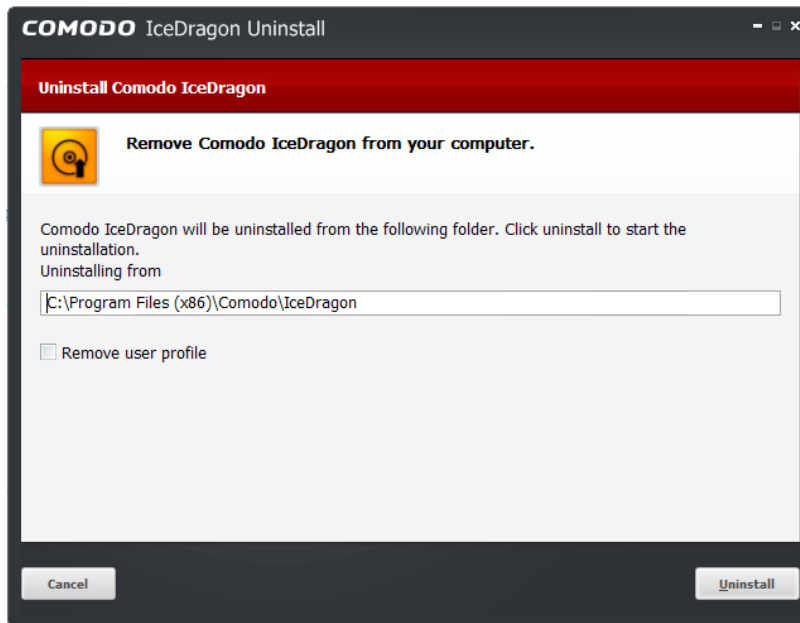 COMODO IceDragon Uninstall
Uninstall Comodo IceDragon
Remove Comodo IceDragon from your computer.
Comodo IceDragon will be uninstalled from the following folder. Click uninstall to start the
uninstallation.
Uninstalling from
C:\Program Files (x86)\Comodo\IceDragon
Remove user profile
Cancel
Uninstall